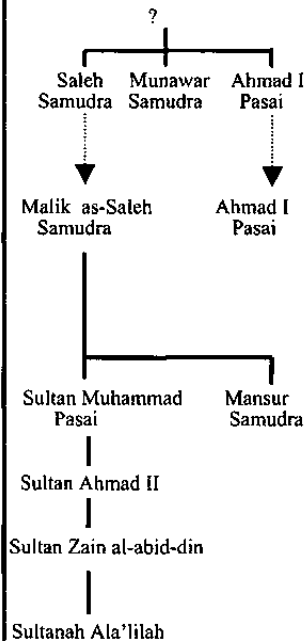 ?
Saleh Munawar Ahmad I
Samudra Samudra Pasai
Malik as-Saleh Ahmad I
Samudra Pasai
Sultan Muhammad Mansur
Pasai Samudra
Sultan Ahmad II
Sultan Zain al-abid-din
Sultanah Ala'lilah